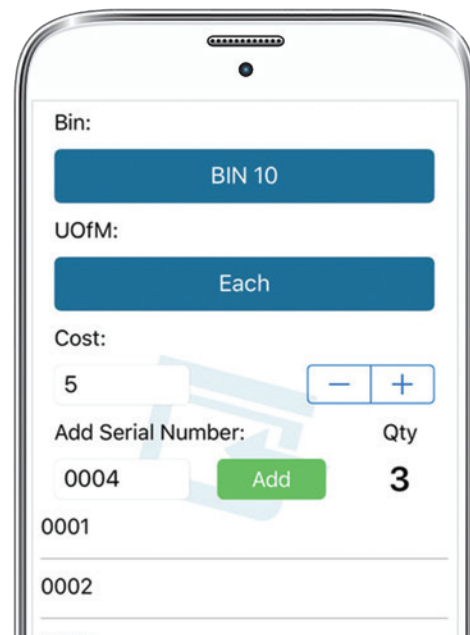 Bin:
BIN 10
UOfM:
Each
Cost:
5
− +
Add Serial Number: Qty
0004 Add 3
0001
0002